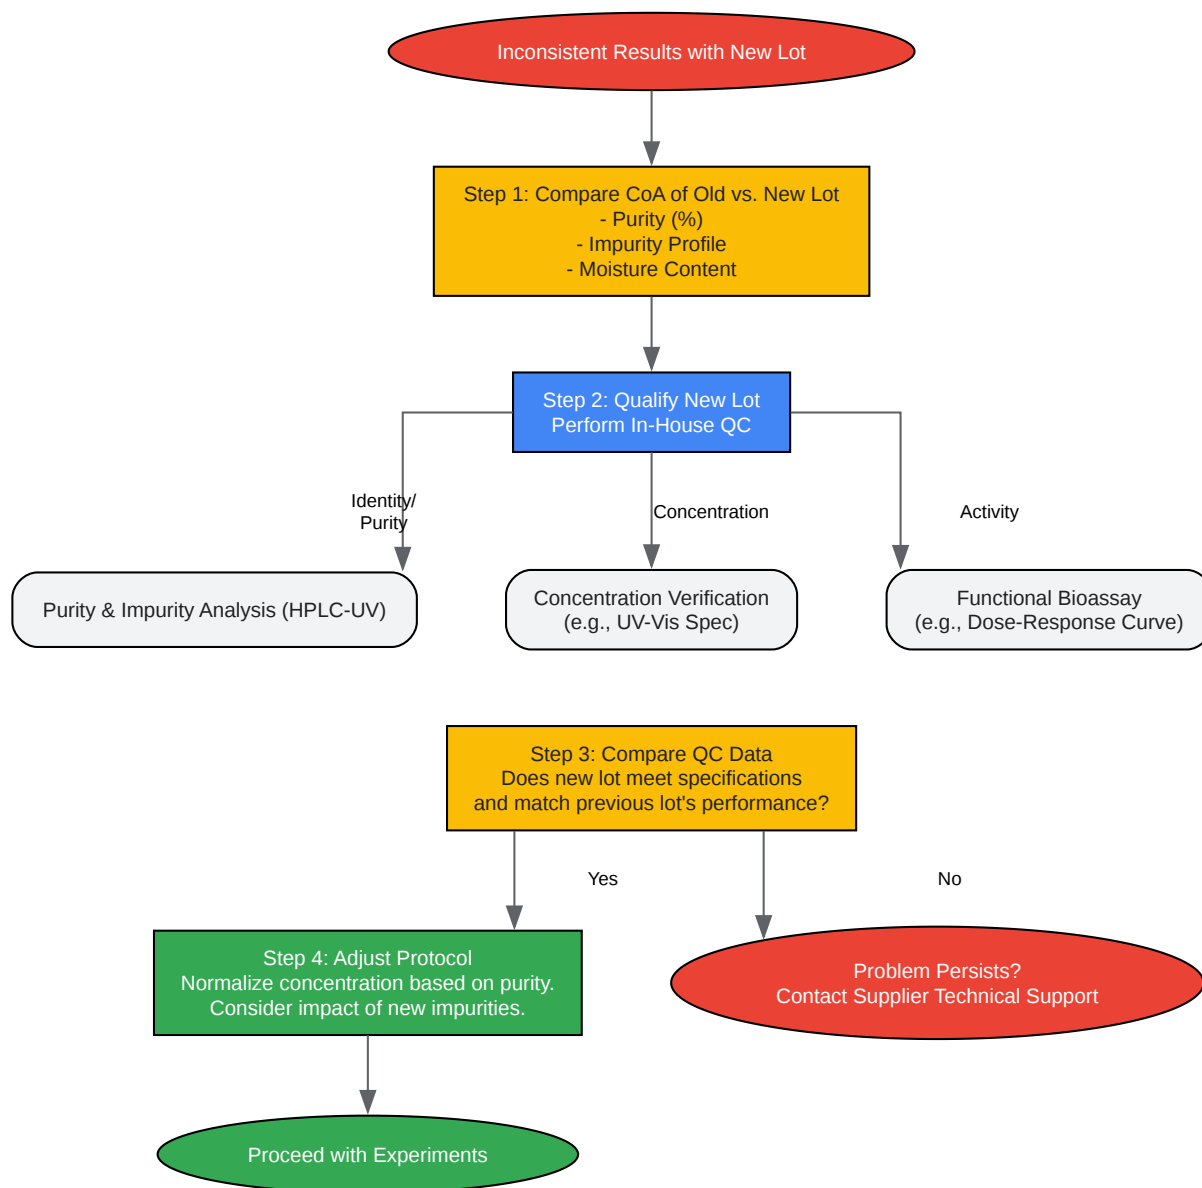 Inconsistent Results with New Lot
Step 1: Compare CoA of Old vs. New Lot
- Purity (%)
- Impurity Profile
- Moisture Content
Step 2: Qualify New Lot
Perform In-House QC
Identity/
Purity
Concentration
Activity
Purity & Impurity Analysis (HPLC-UV)
Concentration Verification
(e.g., UV-Vis Spec)
Functional Bioassay
(e.g., Dose-Response Curve)
Step 3: Compare QC Data
Does new lot meet specifications
and match previous lot's performance?
Yes
No
Step 4: Adjust Protocol
Normalize concentration based on purity.
Consider impact of new impurities.
Problem Persists?
Contact Supplier Technical Support
Proceed with Experiments